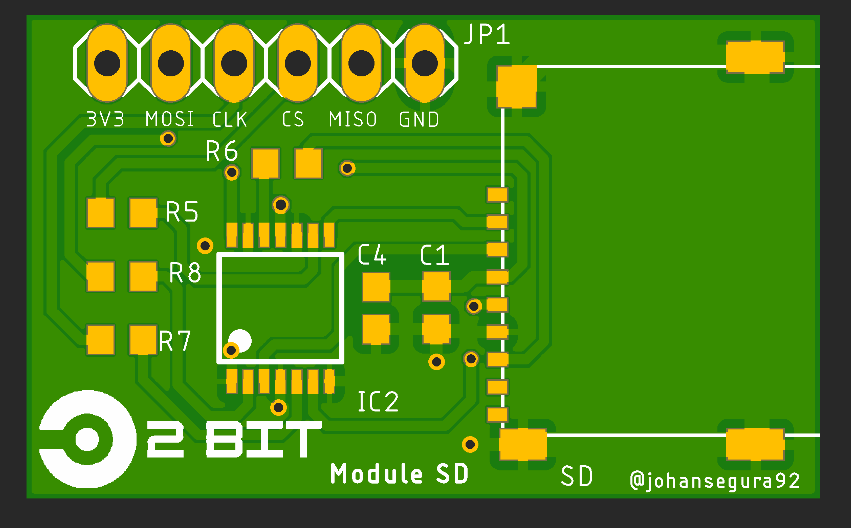 JP1
3V3 MOSI CLK CS MISO GND
R6
R5
C4 C1
R8
R7
IC2
2 BIT
Module SD
SD
@johansegura92